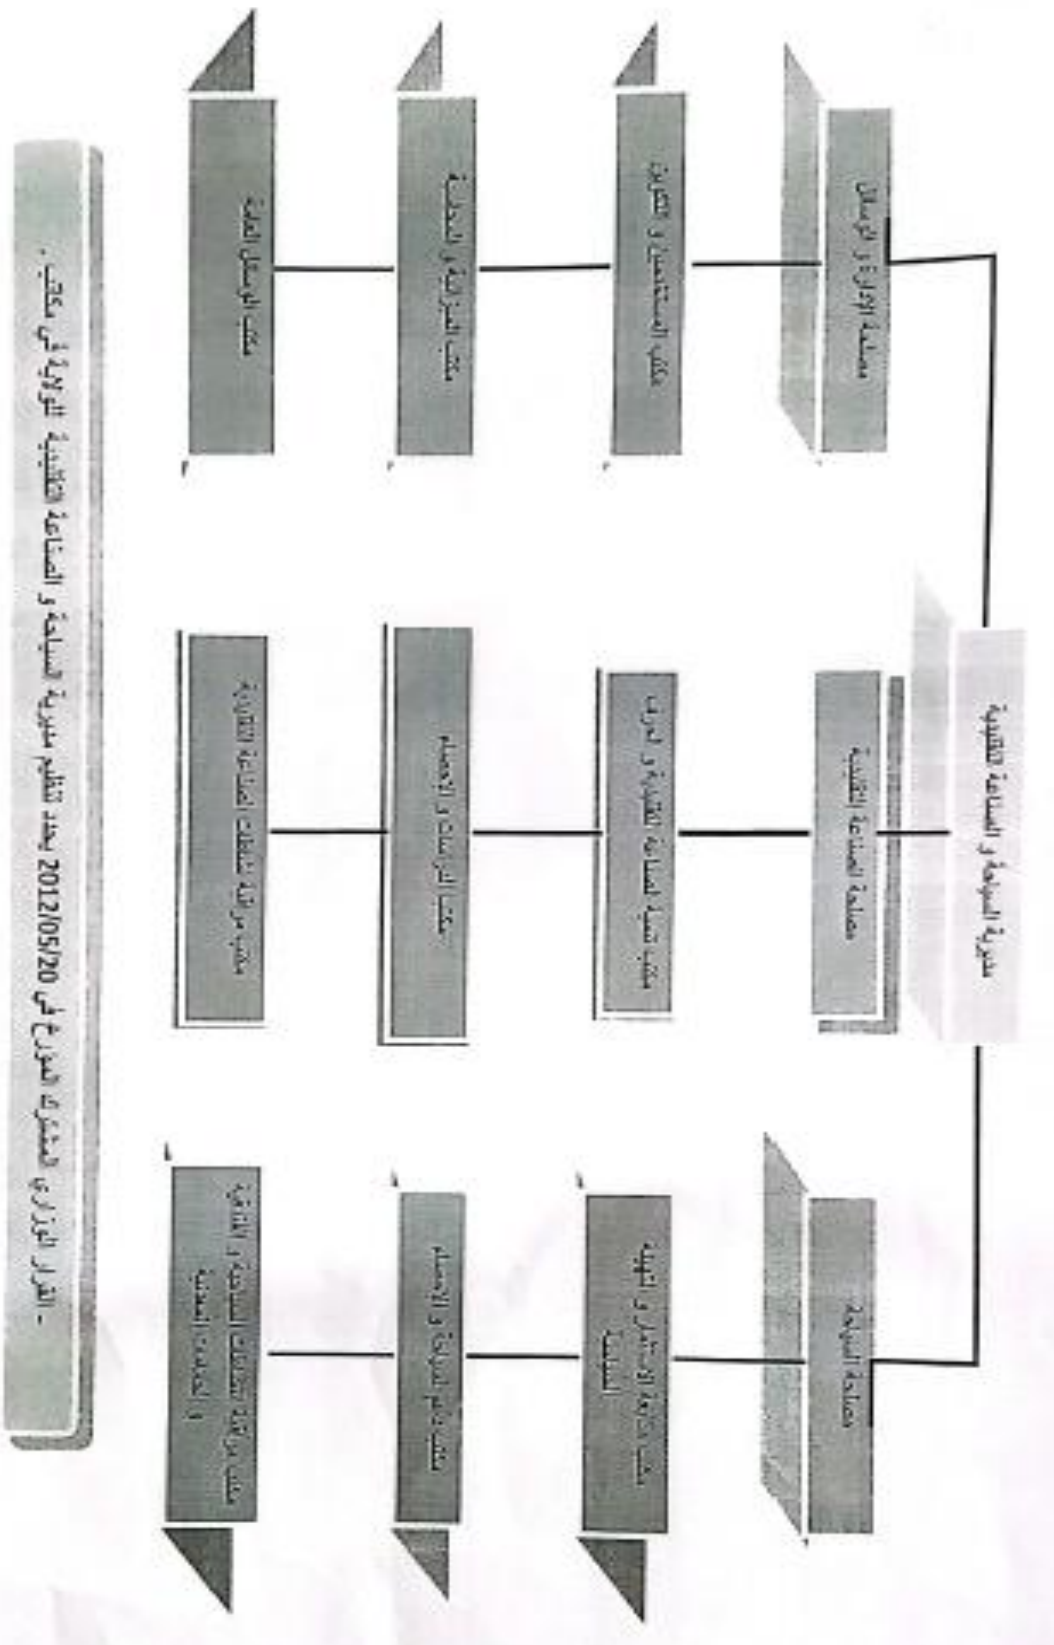 مديرية السياحة و الصناعة التقليدية
مصلحة السياحة
مصلحة الصناعة التقليدية
مصلحة الإدارة و الوسائل
مكتب متابعة الاستثمار و التهيئة
السياحية
مكتب تنمية الصناعة التقليدية و الحرف
مكتب المستخدمين و التكوين
مكتب دعم السياحة و الإحصاء
مكتب الدراسات و الإحصاء
مكتب الميزانية و المحاسبة
مكتب مراقبة النشاطات السياحية و الفندقية
و الحمامات المعدنية
مكتب مراقبة نشاطات الصناعة التقليدية
مكتب الوسائل العامة
- القرار الوزاري المشترك المؤرخ في 2012/05/20 يحدد تنظيم مديرية السياحة و الصناعة التقليدية للولاية في مكاتب .